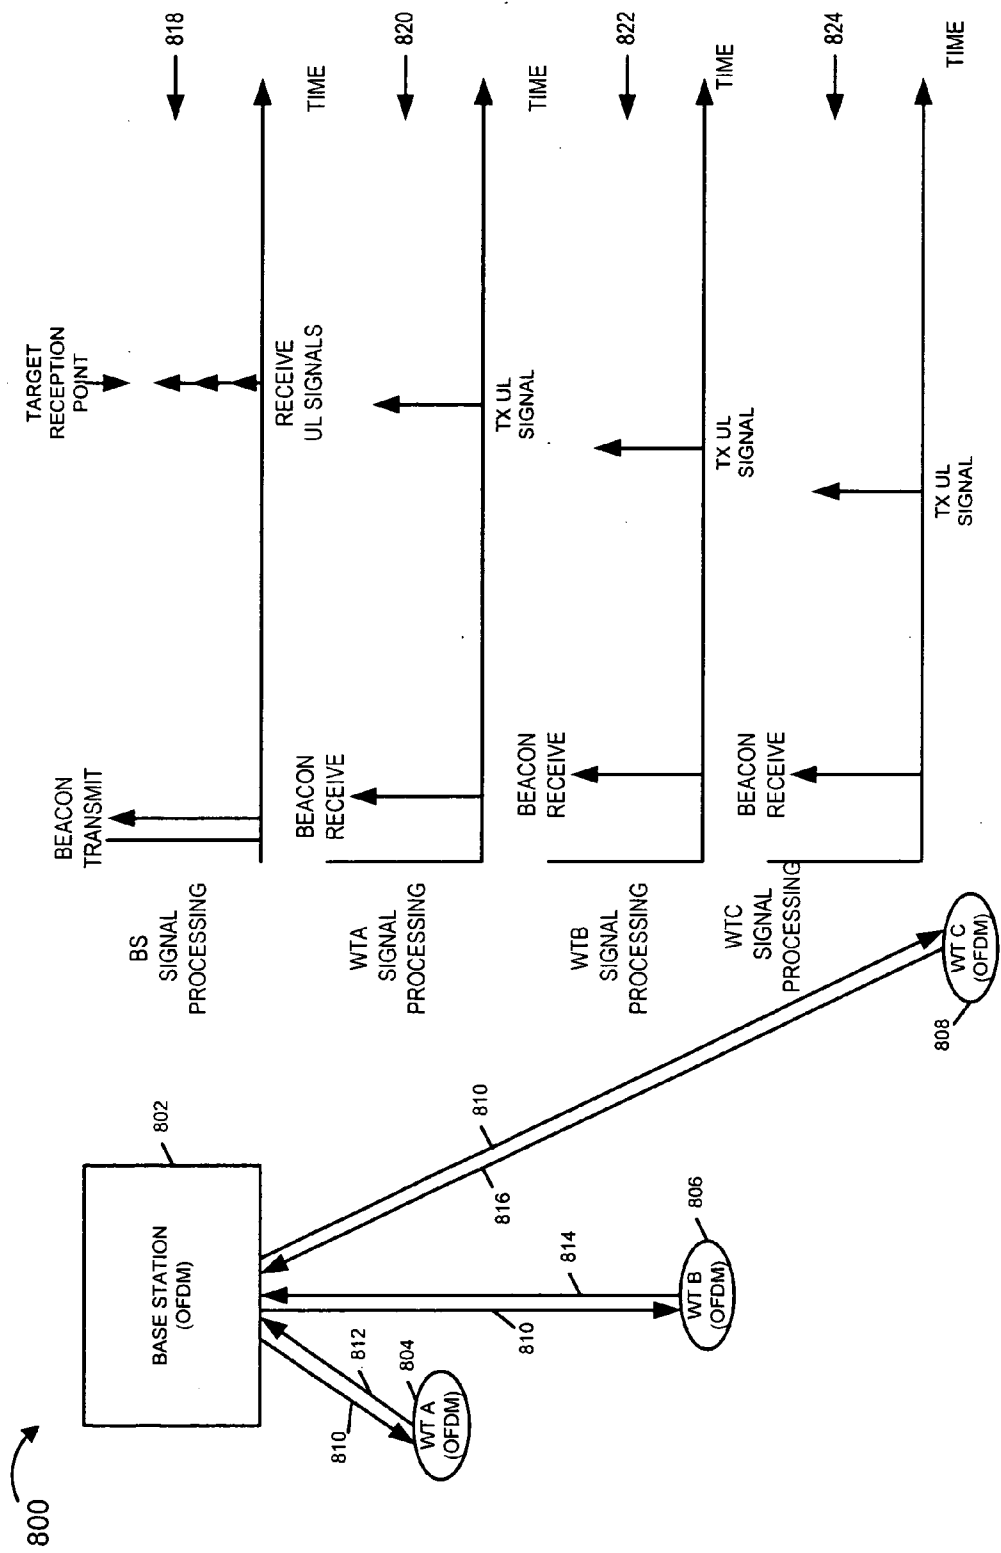 800
BASE STATION
(OFDM)
802
810
812
804
WT A
(OFDM)
810
814
806
WT B
(OFDM)
816
810
808
WT C
(OFDM)
BS
SIGNAL
PROCESSING
BEACON
TRANSMIT
TARGET
RECEPTION
POINT
RECEIVE
UL SIGNALS
TIME
818
WTA
SIGNAL
PROCESSING
BEACON
RECEIVE
TX UL
SIGNAL
TIME
820
WTB
SIGNAL
PROCESSING
BEACON
RECEIVE
TX UL
SIGNAL
TIME
822
WTC
SIGNAL
PROCESSING
BEACON
RECEIVE
TX UL
SIGNAL
TIME
824